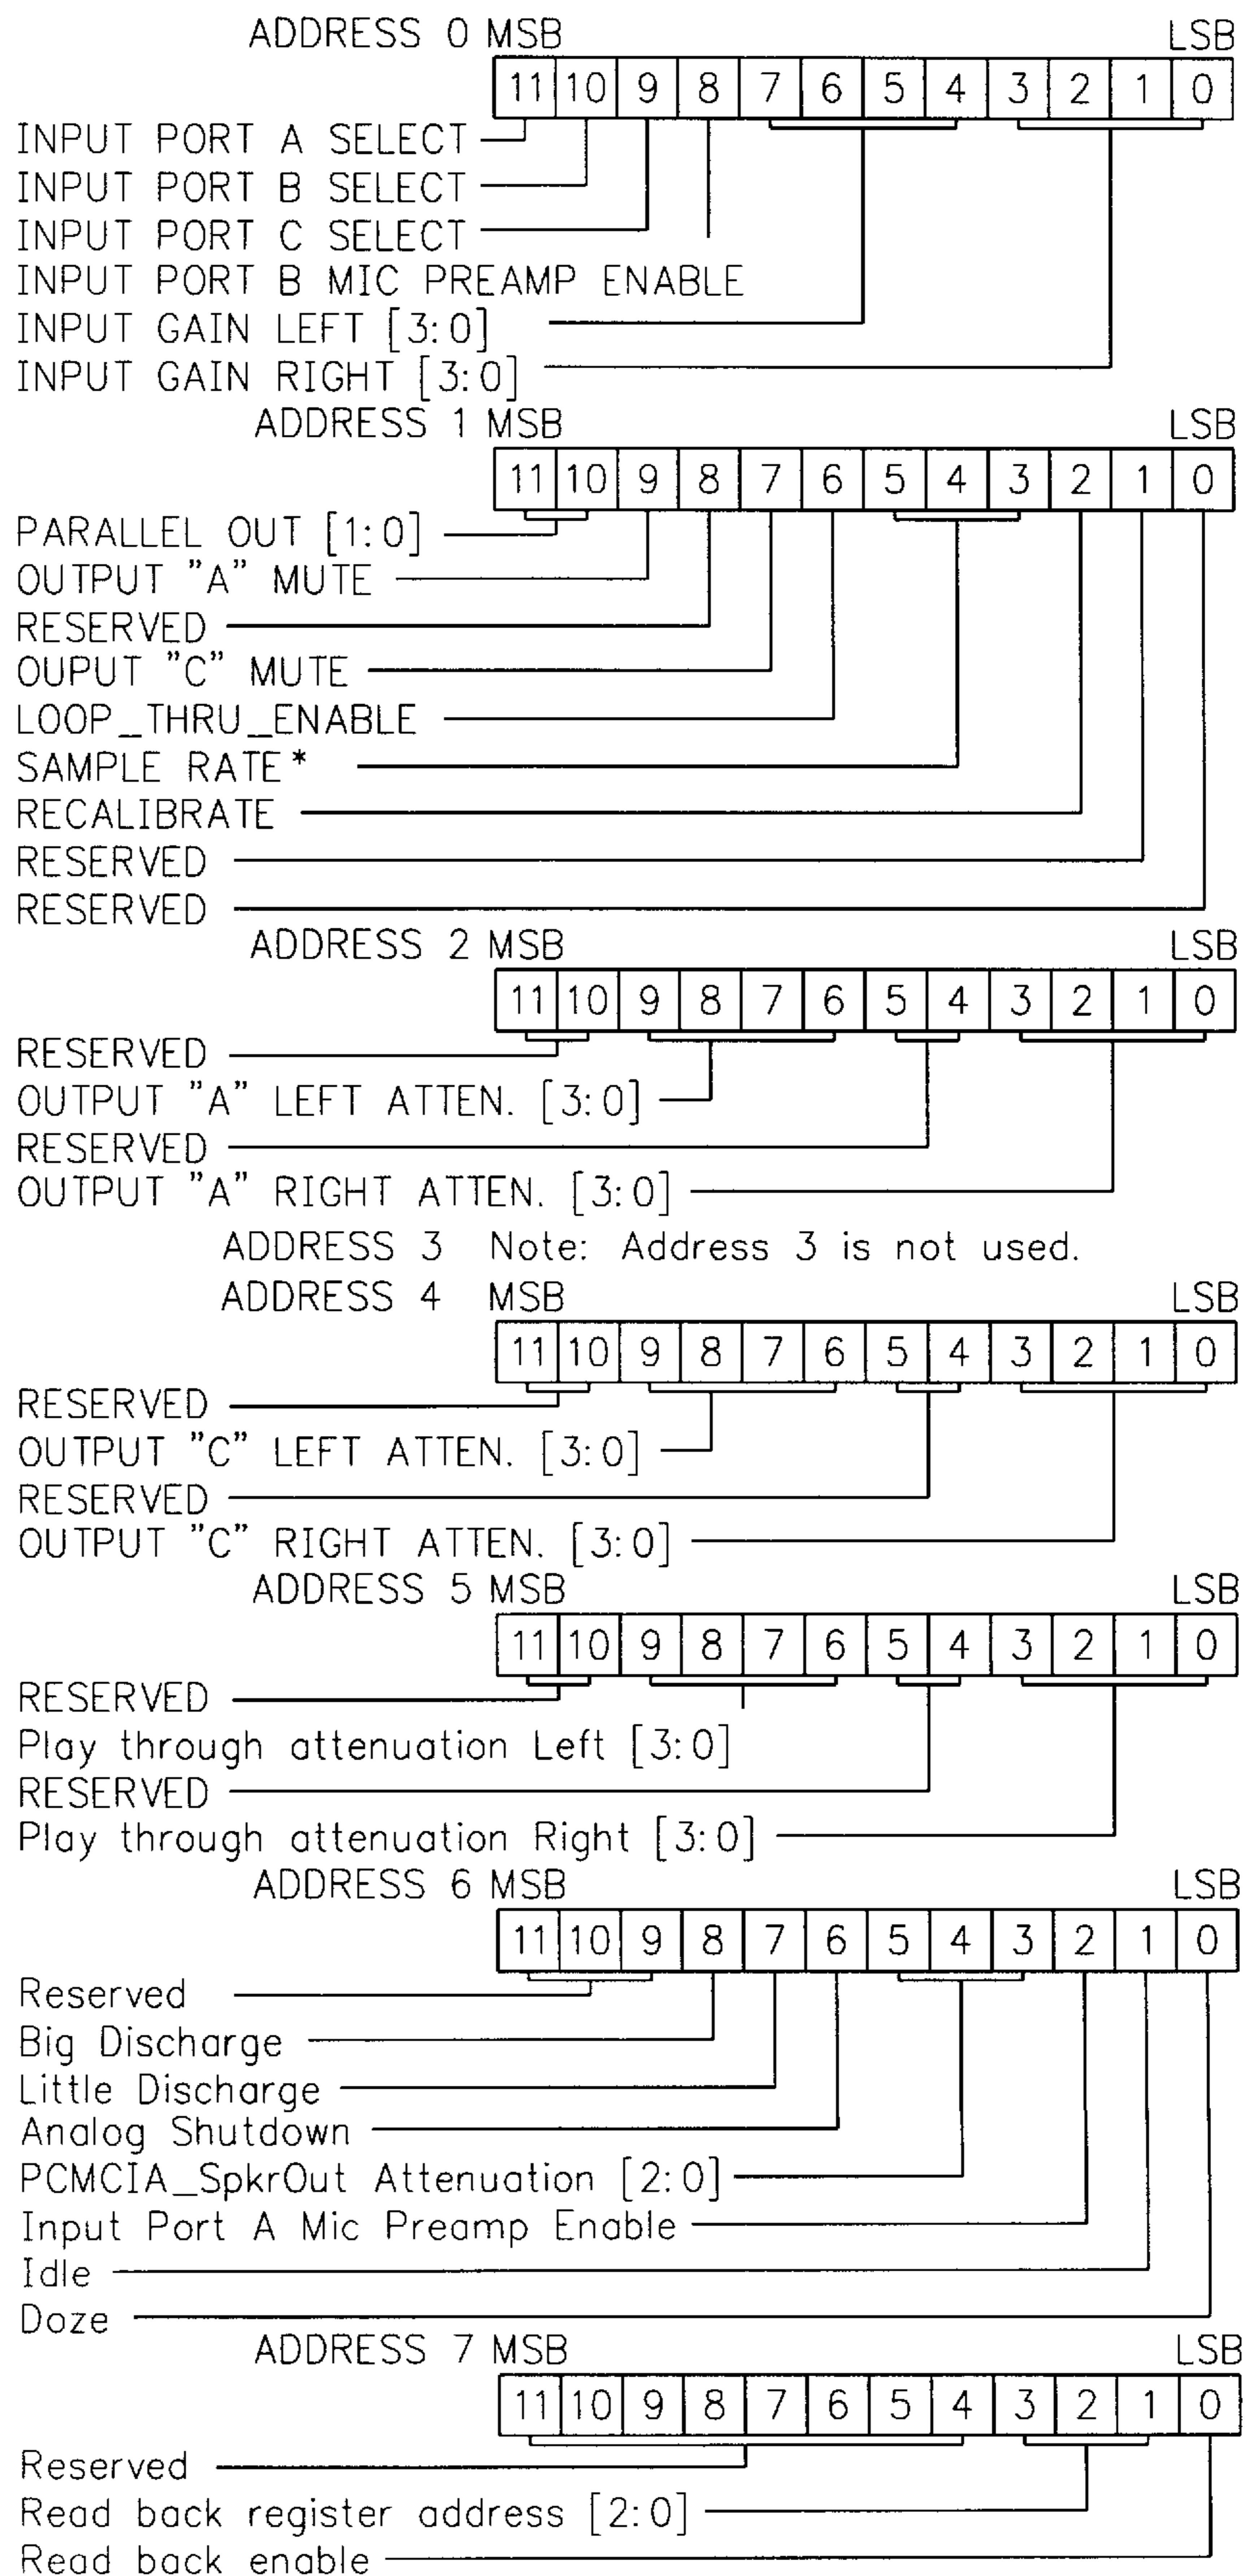 ADDRESS 0 MSB LSB
11 10 9 8 7 6 5 4 3 2 1 0
INPUT PORT A SELECT
INPUT PORT B SELECT
INPUT PORT C SELECT
INPUT PORT B MIC PREAMP ENABLE
INPUT GAIN LEFT [3:0]
INPUT GAIN RIGHT [3:0]
ADDRESS 1 MSB LSB
11 10 9 8 7 6 5 4 3 2 1 0
PARALLEL OUT [1:0]
OUTPUT "A" MUTE
RESERVED
OUPUT "C" MUTE
LOOP_THRU_ENABLE
SAMPLE RATE*
RECALIBRATE
RESERVED
RESERVED
ADDRESS 2 MSB LSB
11 10 9 8 7 6 5 4 3 2 1 0
RESERVED
OUTPUT "A" LEFT ATTEN. [3:0]
RESERVED
OUTPUT "A" RIGHT ATTEN. [3:0]
ADDRESS 3 Note: Address 3 is not used.
ADDRESS 4 MSB LSB
11 10 9 8 7 6 5 4 3 2 1 0
RESERVED
OUTPUT "C" LEFT ATTEN. [3:0]
RESERVED
OUTPUT "C" RIGHT ATTEN. [3:0]
ADDRESS 5 MSB LSB
11 10 9 8 7 6 5 4 3 2 1 0
RESERVED
Play through attenuation Left [3:0]
RESERVED
Play through attenuation Right [3:0]
ADDRESS 6 MSB LSB
11 10 9 8 7 6 5 4 3 2 1 0
Reserved
Big Discharge
Little Discharge
Analog Shutdown
PCMCIA_SpkrOut Attenuation [2:0]
Input Port A Mic Preamp Enable
Idle
Doze
ADDRESS 7 MSB LSB
11 10 9 8 7 6 5 4 3 2 1 0
Reserved
Read back register address [2:0]
Read back enable